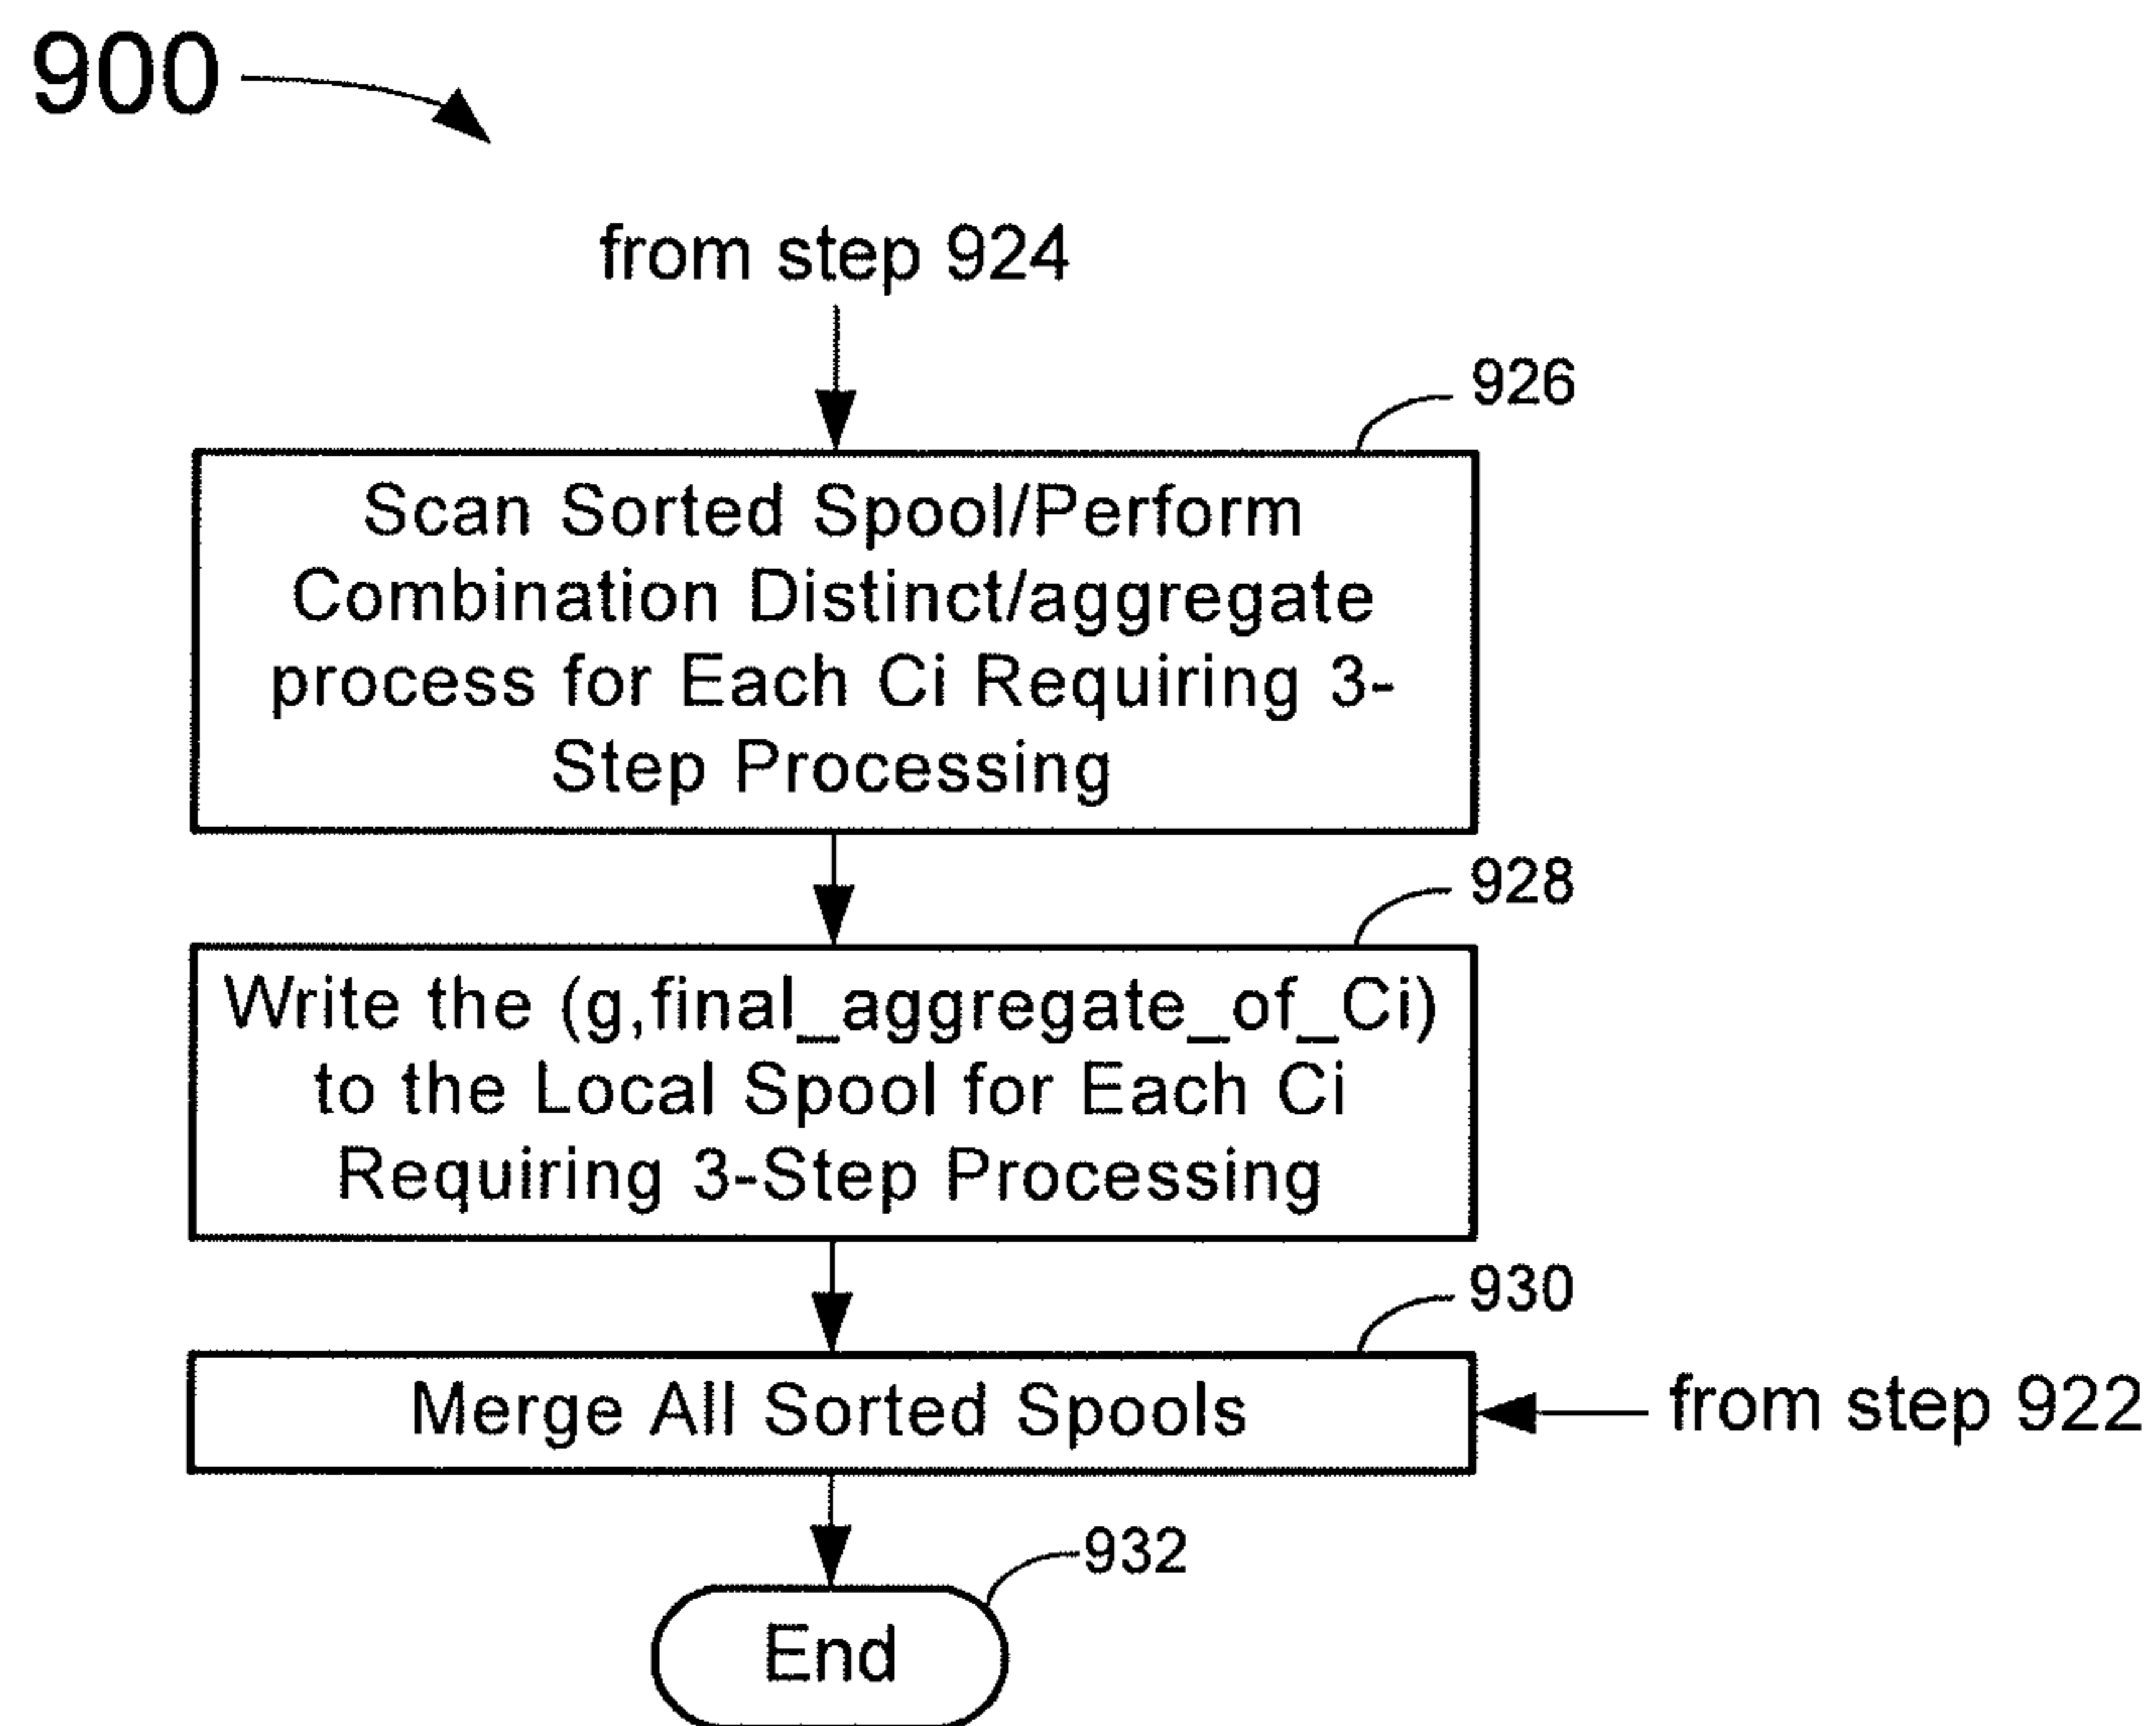 900
from step 924
926
Scan Sorted Spool/Perform
Combination Distinct/aggregate
process for Each Ci Requiring 3-
Step Processing
928
Write the (g,final_aggregate_of_Ci)
to the Local Spool for Each Ci
Requiring 3-Step Processing
930
Merge All Sorted Spools
from step 922
932
End